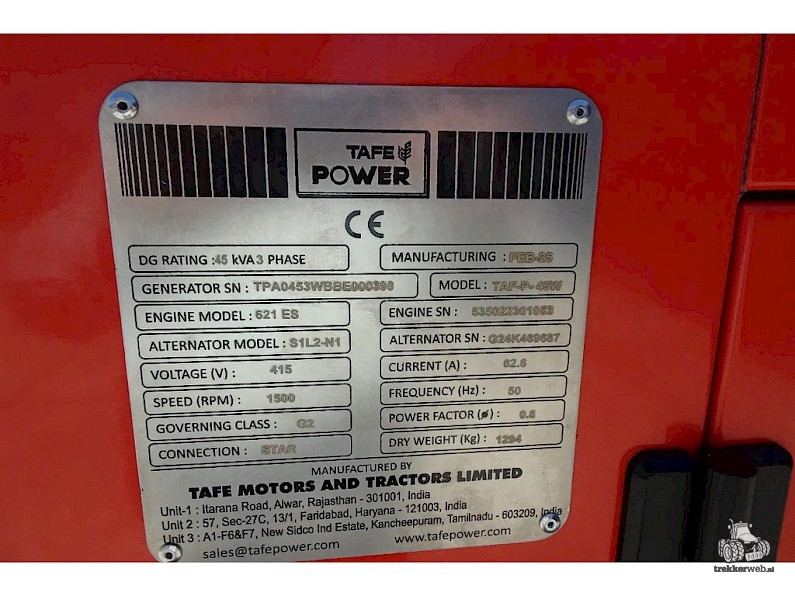 TAFE
POWER
CE
DG RATING :45 kVA 3 PHASE
MANUFACTURING : FEB-25
GENERATOR SN : TPA0453WBBE000396
MODEL : TAF-P-45W
ENGINE MODEL : 621 ES
ENGINE SN : 535022301053
ALTERNATOR MODEL : S1L2-N1
ALTERNATOR SN : G24K469687
VOLTAGE (V) : 415
CURRENT (A) : 62.6
SPEED (RPM) : 1500
FREQUENCY (Hz) : 50
GOVERNING CLASS : G2
POWER FACTOR (ø) : 0.8
CONNECTION : STAR
DRY WEIGHT (Kg) : 1294
MANUFACTURED BY
TAFE MOTORS AND TRACTORS LIMITED
Unit-1 : Itarana Road, Alwar, Rajasthan - 301001, India
Unit 2 : 57, Sec-27C, 13/1, Faridabad, Haryana - 121003, India
Unit 3 : A1-F6&F7, New Sidco Ind Estate, Kancheepuram, Tamilnadu - 603209, India
sales@tafepower.com www.tafepower.com
trekkerweb.nl